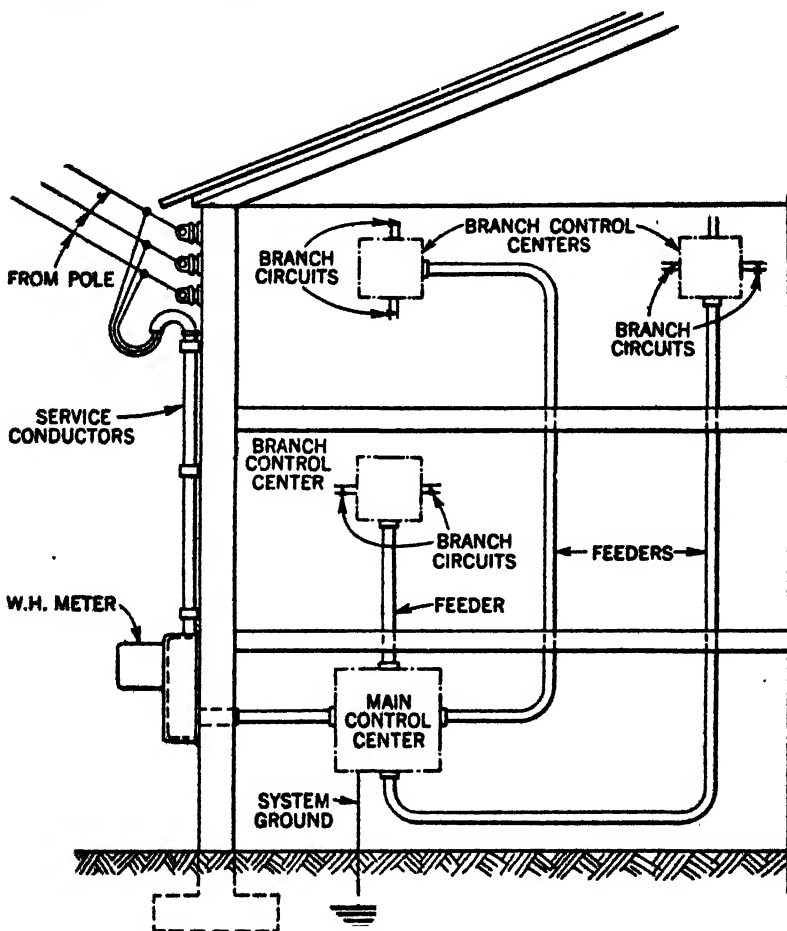 BRANCH
CIRCUITS
BRANCH CONTROL
CENTERS
FROM POLE
BRANCH
CIRCUITS
SERVICE
CONDUCTORS
BRANCH
CONTROL
CENTER
BRANCH
CIRCUITS
FEEDERS
W.H. METER
FEEDER
MAIN
CONTROL
CENTER
SYSTEM
GROUND